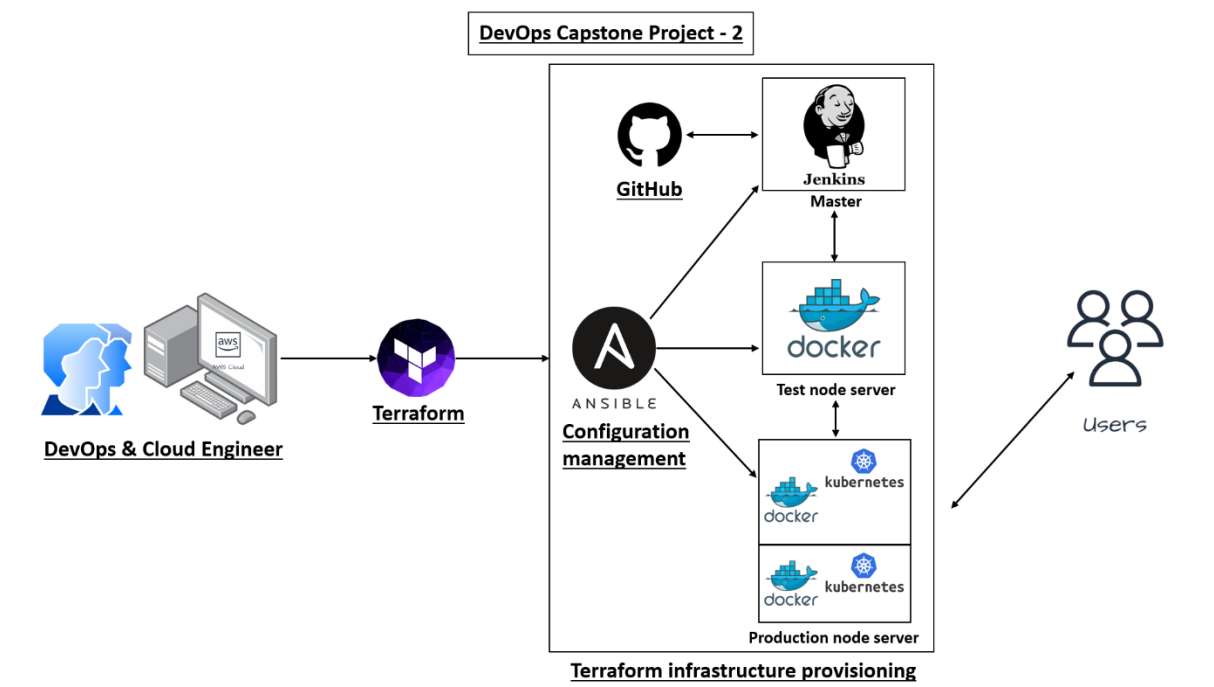 DevOps Capstone Project - 2
GitHub
Jenkins
Master
aws
AWS Cloud
DevOps & Cloud Engineer
Terraform
ANSIBLE
Configuration
management
docker
Test node server
kubernetes
docker
kubernetes
docker
Production node server
Users
Terraform infrastructure provisioning